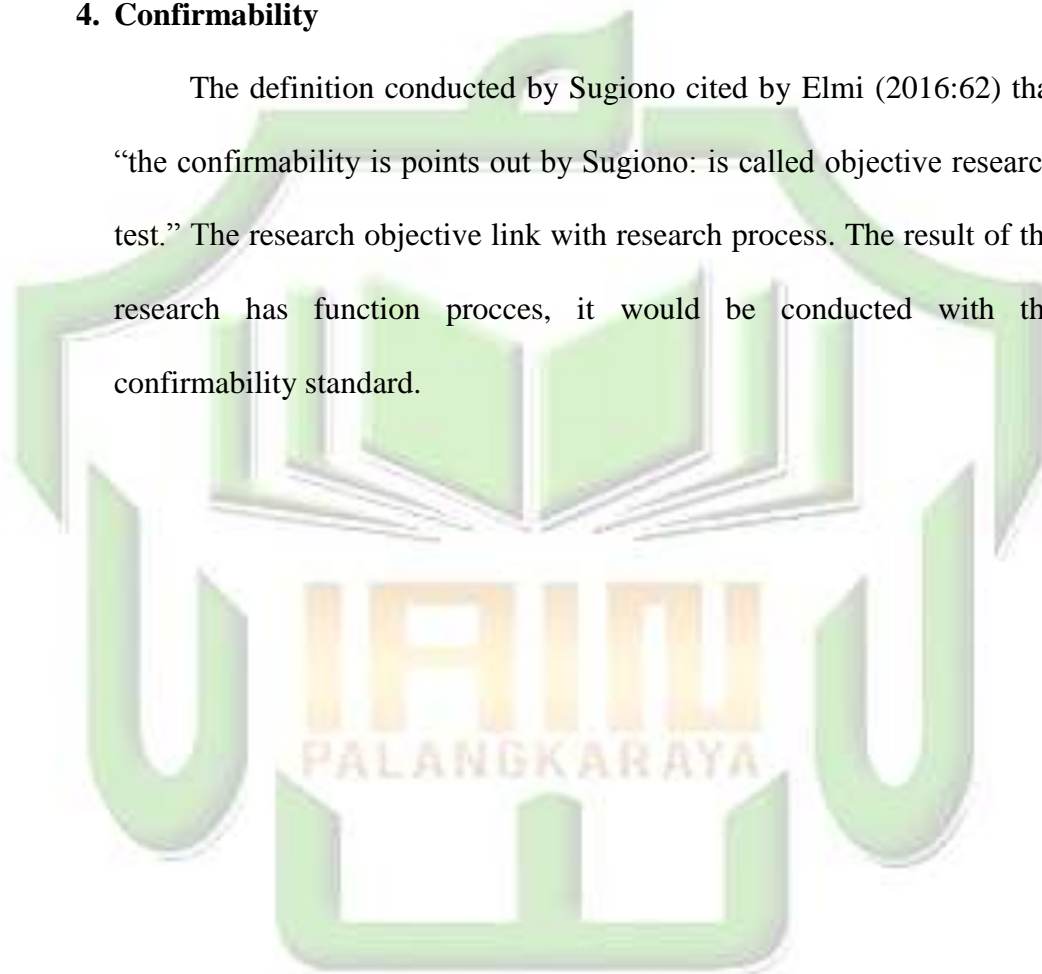 4. Confirmability
The definition conducted by Sugiono cited by Elmi (2016:62) tha
“the confirmability is points out by Sugiono: is called objective researc
test.” The research objective link with research process. The result of th
research has function procces, it would be conducted with th
confirmability standard.
IAIN
PALANGKARAYA